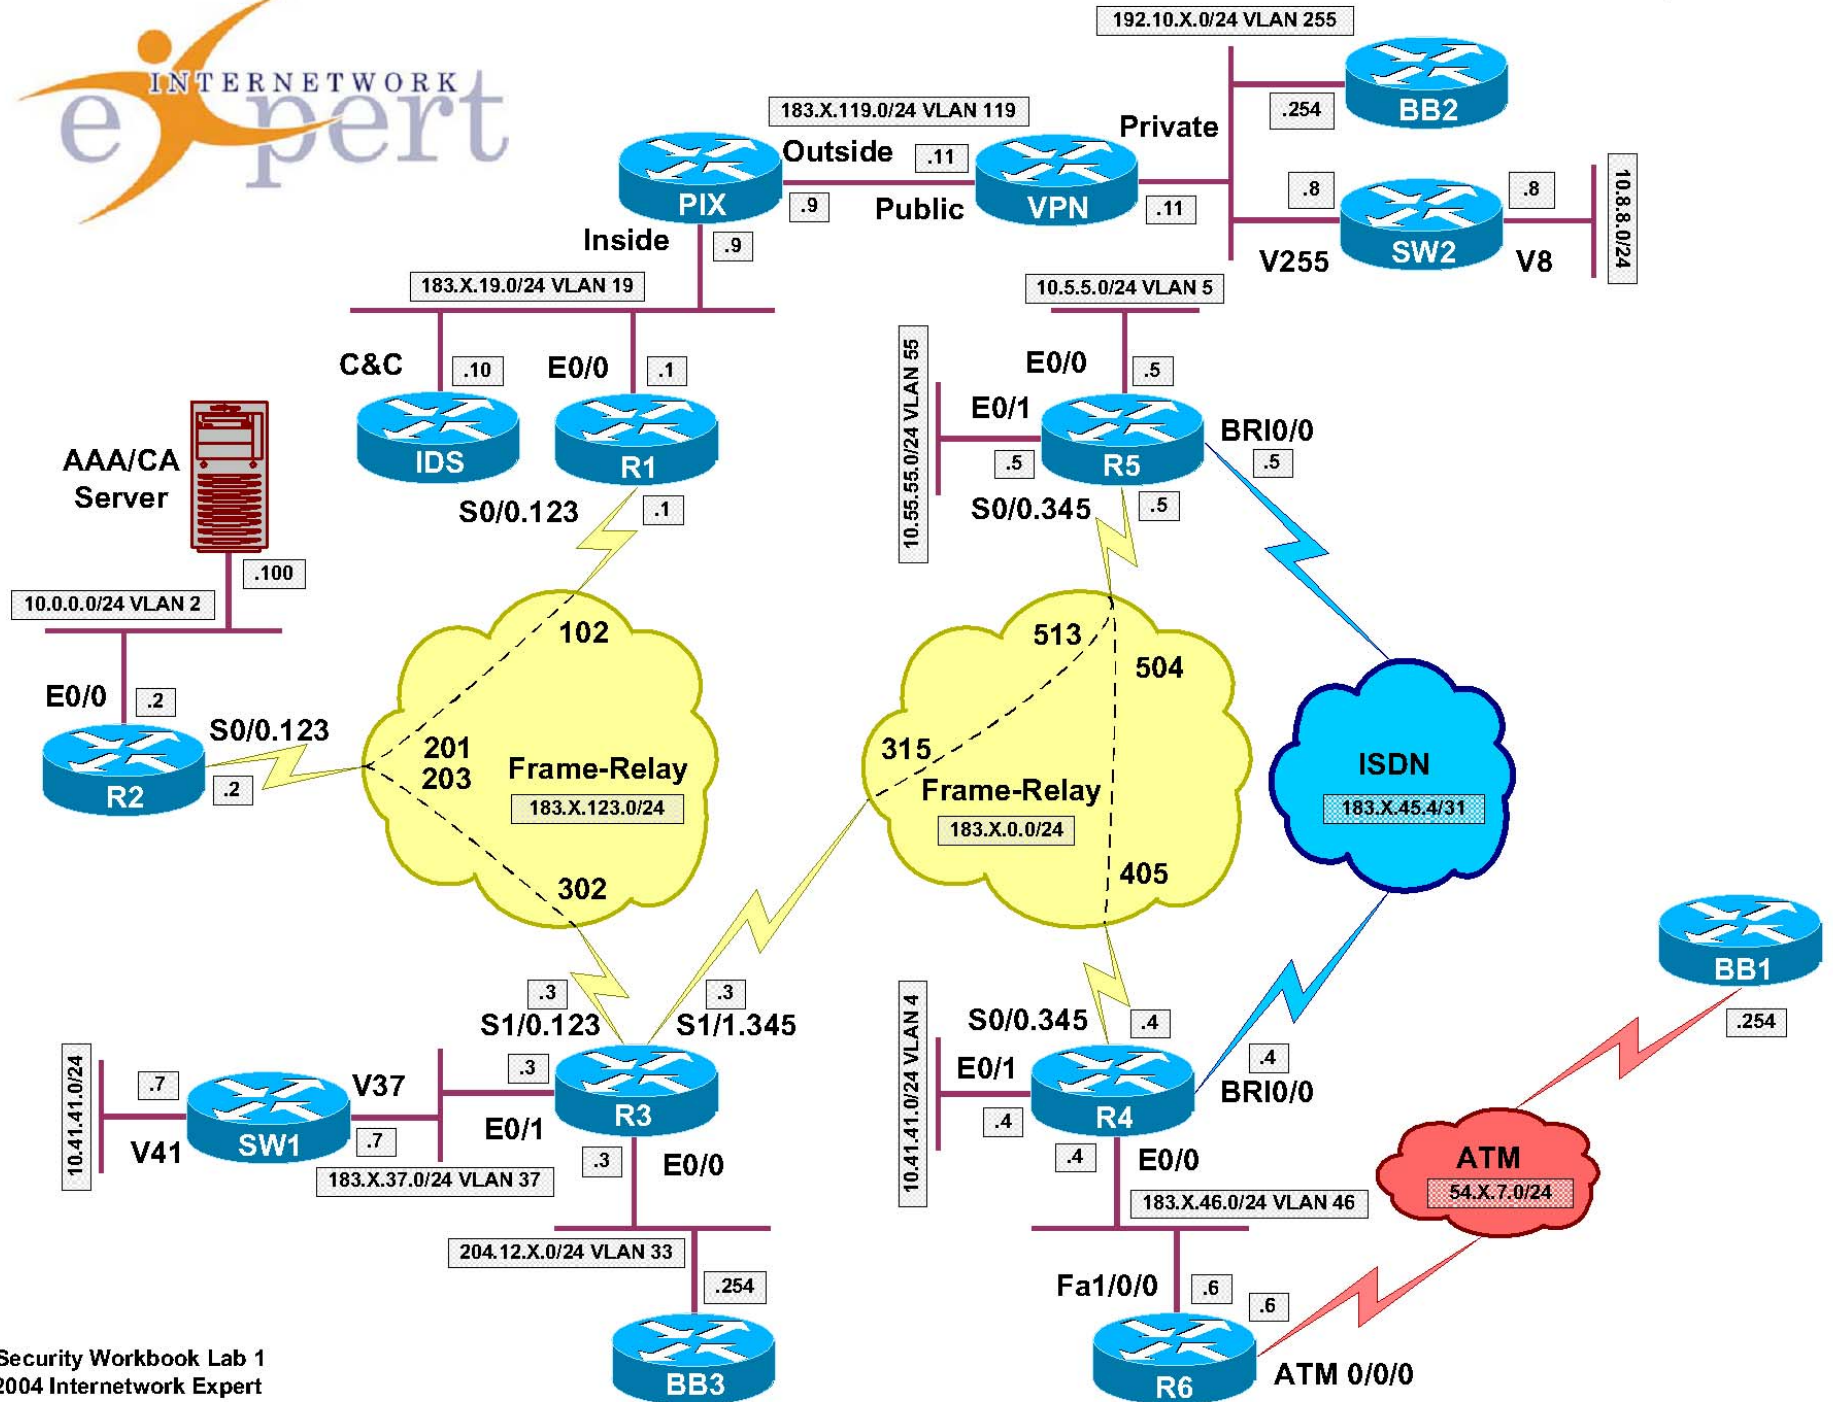 INTERNETWORK
eXpert
192.10.X.0/24 VLAN 255
BB2
.254
183.X.119.0/24 VLAN 119
Private
Outside
.11
PIX
.9
Public
VPN
.11
.8
SW2
.8
10.8.8.0/24
V255
V8
Inside
.9
183.X.19.0/24 VLAN 19
10.5.5.0/24 VLAN 5
C&C
.10
E0/0
.1
IDS
R1
10.55.55.0/24 VLAN 55
E0/0
.5
E0/1
.5
R5
BRI0/0
.5
AAA/CA
Server
.100
S0/0.123
.1
S0/0.345
.5
10.0.0.0/24 VLAN 2
E0/0
.2
R2
S0/0.123
.2
102
201
203
Frame-Relay
183.X.123.0/24
302
513
504
315
Frame-Relay
183.X.0.0/24
405
ISDN
183.X.45.4/31
BB1
.254
.3
S1/0.123
.3
S1/1.345
10.41.41.0/24
.7
V41
SW1
V37
.7
.3
E0/1
R3
183.X.37.0/24 VLAN 37
.3
E0/0
204.12.X.0/24 VLAN 33
.254
BB3
10.41.41.0/24 VLAN 4
S0/0.345
.4
E0/1
.4
R4
.4
BRI0/0
.4
E0/0
183.X.46.0/24 VLAN 46
ATM
54.X.7.0/24
Fa1/0/0
.6
.6
R6
ATM 0/0/0
Security Workbook Lab 1
2004 Internetwork Expert